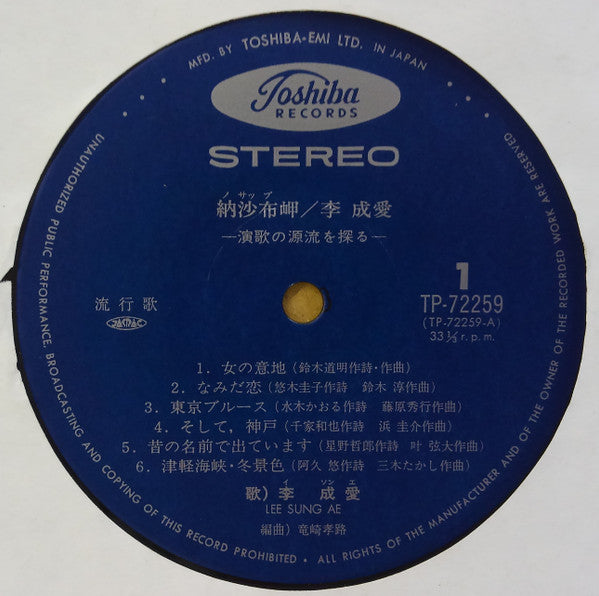 MFD. BY TOSHIBA-EMI LTD. IN JAPAN
Toshiba
RECORDS
STEREO
ノサップ
納沙布岬／李 成愛
―演歌の源流を探る―
流行歌
JASRAC
1
TP-72259
(TP-72259-A)
33⅓ r.p.m.
1. 女の意地 (鈴木道明作詩・作曲)
2. なみだ恋 (悠木圭子作詩 鈴木 淳作曲)
3. 東京ブルース (水木かおる作詩 藤原秀行作曲)
4. そして，神戸 (千家和也作詩 浜 圭介作曲)
5. 昔の名前で出ています (星野哲郎作詩 叶 弦大作曲)
6. 津軽海峡・冬景色 (阿久 悠作詩 三木たかし作曲)
イ ソン エ
歌) 李 成 愛
LEE SUNG AE
編曲) 竜崎孝路
UNAUTHORIZED PUBLIC PERFORMANCE, BROADCASTING AND COPYING OF THIS RECORD PROHIBITED • ALL RIGHTS OF THE MANUFACTURER AND OF THE OWNER OF THE RECORDED WORK ARE RESERVED